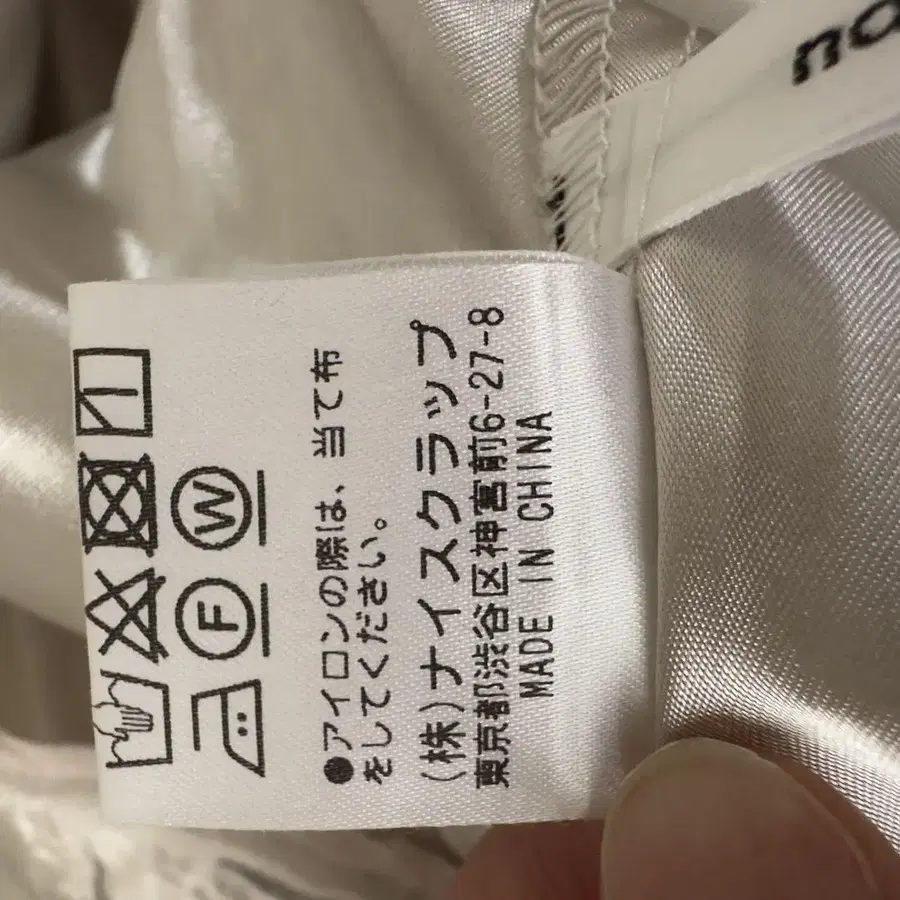 ●アイロンの際は、当て布
をしてください。
(株)ナイスクラップ
東京都渋谷区神宮前6-27-8
MADE IN CHINA
W
F